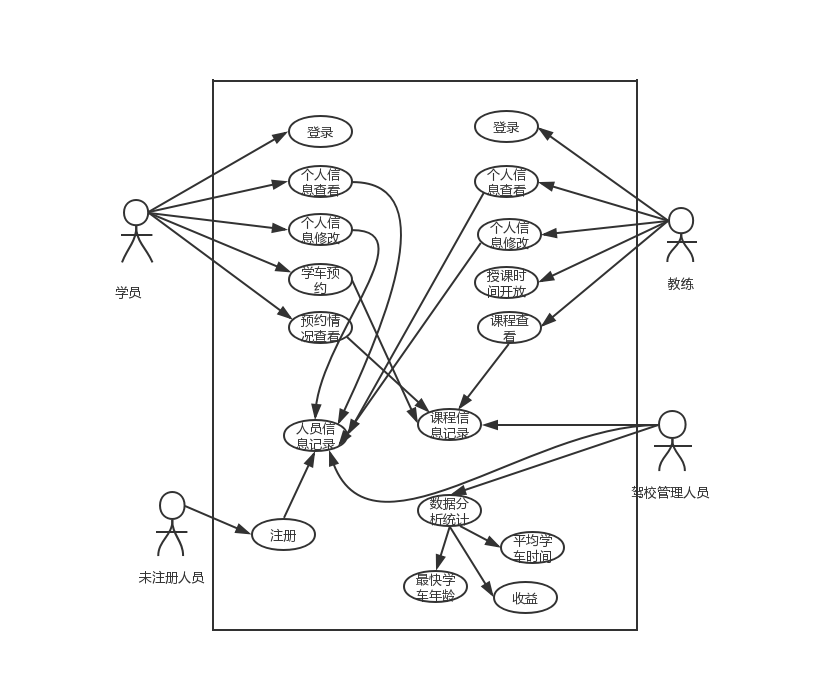 登录
个人信
息查看
个人信
息修改
学车预
约
预约情
况查看
登录
个人信
息查看
个人信
息修改
授课时
间开放
课程查
看
学员
教练
人员信
息记录
课程信
息记录
驾校管理人员
数据分
析统计
注册
平均学
车时间
未注册人员
最快学
车年龄
收益